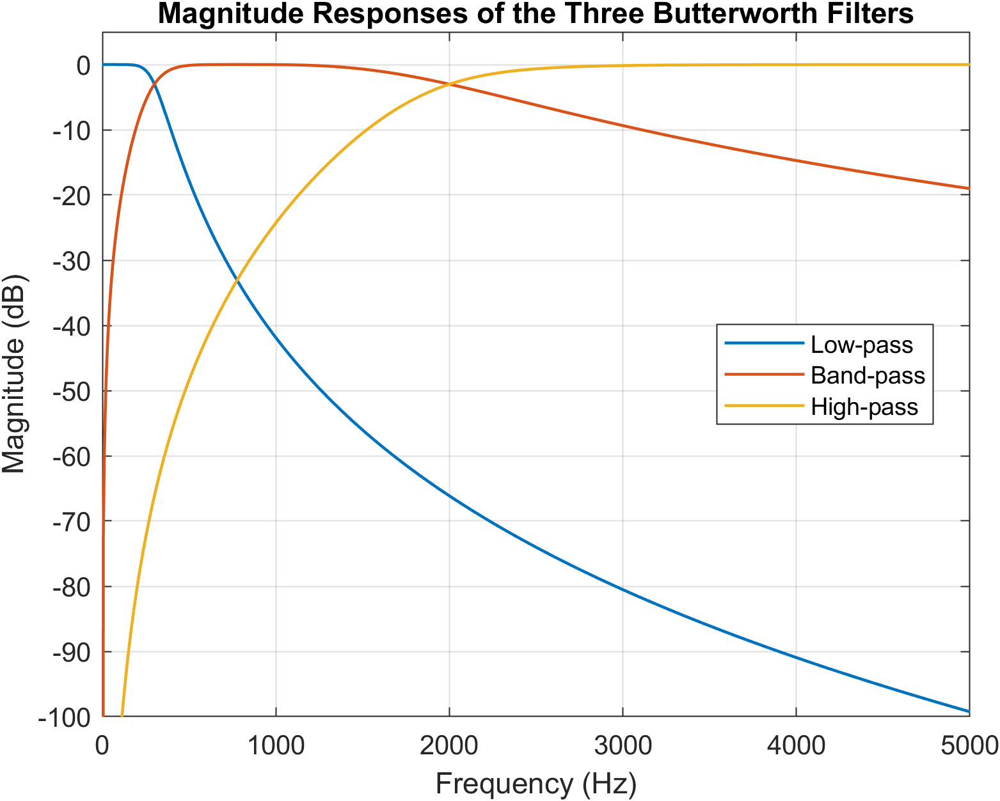 Magnitude Responses of the Three Butterworth Filters
Magnitude (dB)
0
-10
-20
-30
-40
-50
-60
-70
-80
-90
-100
Low-pass
Band-pass
High-pass
0 1000 2000 3000 4000 5000
Frequency (Hz)